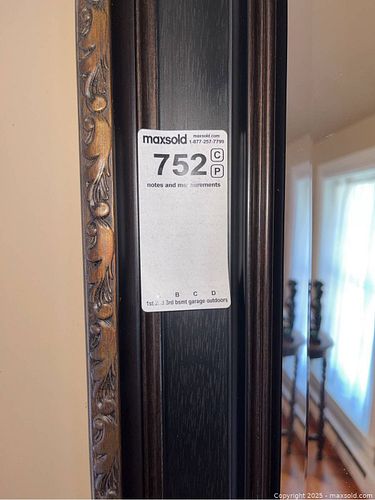 maxsold maxsold.com
1-877-257-7799
752 C
P
notes and measurements
B C D
1st 2nd 3rd bsmt garage outdoors
Copyright 2025 - maxsold.com